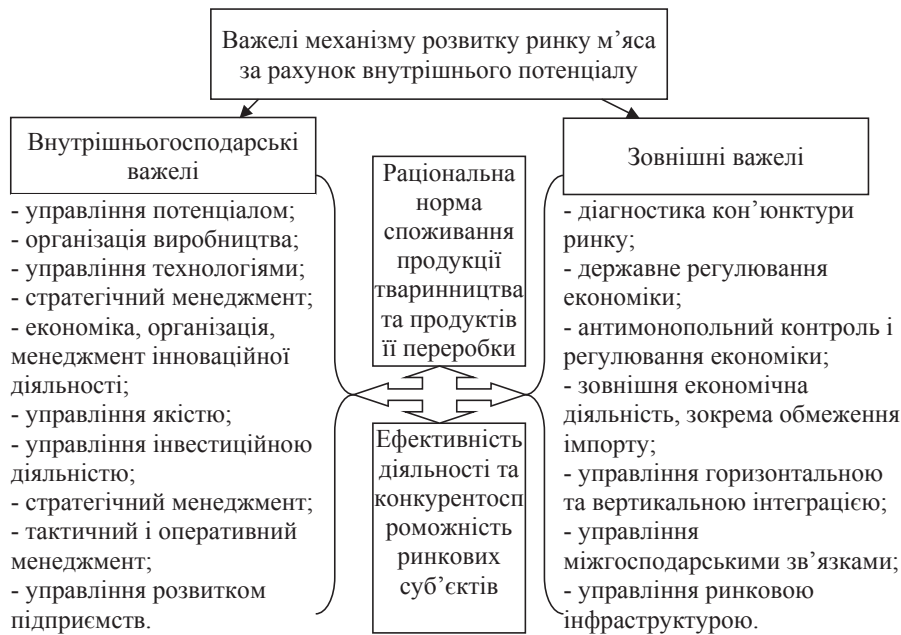 Важелі механізму розвитку ринку м’яса
за рахунок внутрішнього потенціалу
Внутрішньогосподарські
важелі
- управління потенціалом;
- організація виробництва;
- управління технологіями;
- стратегічний менеджмент;
- економіка, організація,
менеджмент інноваційної
діяльності;
- управління якістю;
- управління інвестиційною
діяльністю;
- стратегічний менеджмент;
- тактичний і оперативний
менеджмент;
- управління розвитком
підприємств.
Раціональна
норма
споживання
продукції
тваринництва
та продуктів
її переробки
Ефективність
діяльності та
конкурентосп
роможність
ринкових
суб’єктів
Зовнішні важелі
- діагностика кон’юнктури
ринку;
- державне регулювання
економіки;
- антимонопольний контроль і
регулювання економіки;
- зовнішня економічна
діяльність, зокрема обмеження
імпорту;
- управління горизонтальною
та вертикальною інтеграцією;
- управління
міжгосподарськими зв’язками;
- управління ринковою
інфраструктурою.